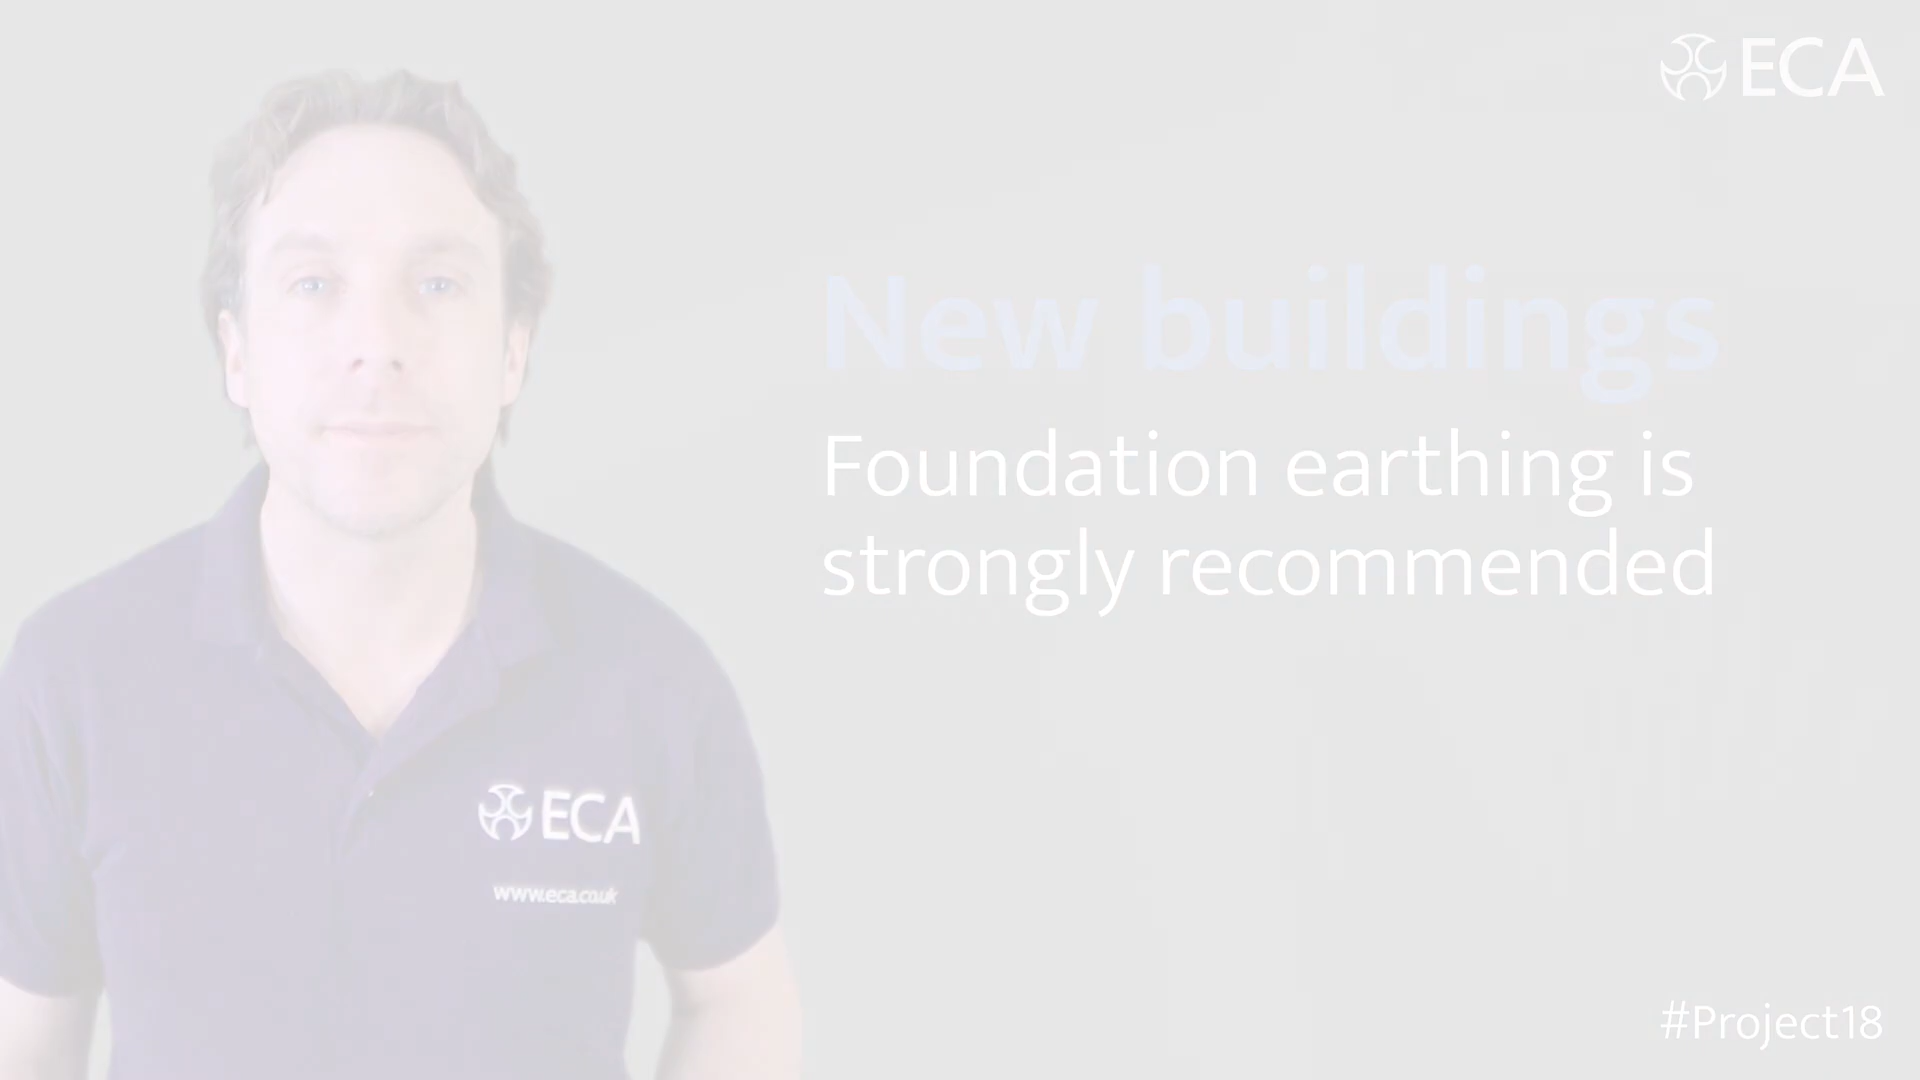 ECA
New buildings
Foundation earthing is
strongly recommended
ECA
www.eca.co.uk
#Project18